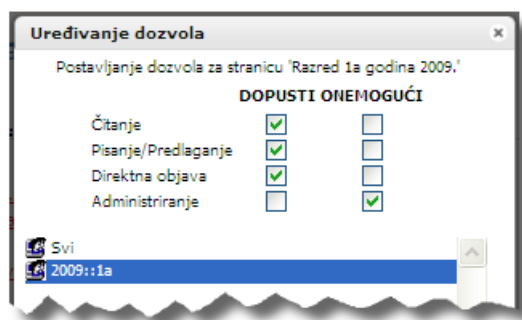 Uređivanje dozvola
Postavljanje dozvola za stranicu 'Razred 1a godina 2009.'
DOPUSTI ONEMOGUĆI
Čitanje
Pisanje/Predlaganje
Direktna objava
Administriranje
Svi
2009::1a